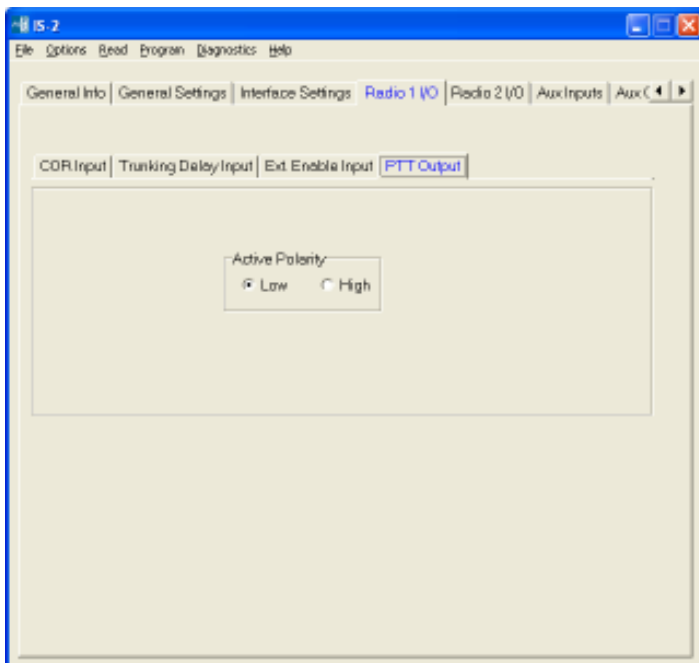 IS-2
File Options Read Program Diagnostics Help
General Info General Settings Interface Settings Radio 1 I/O Radio 2 I/O Aux Inputs Aux
COR Input Trunking Delay Input Ext. Enable Input PTT Output
Active Polarity
Low High